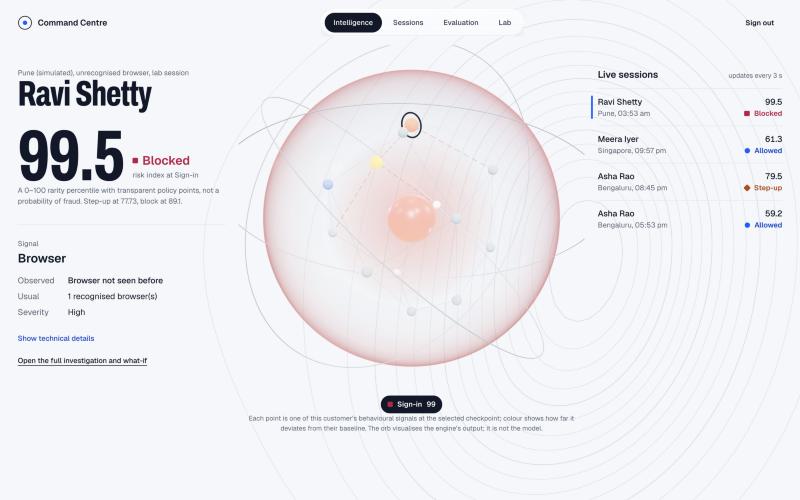 Command Centre
Intelligence
Sessions
Evaluation
Lab
Sign out
Pune (simulated), unrecognised browser, lab session
Ravi Shetty
99.5
Blocked
risk index at Sign-in
A 0–100 rarity percentile with transparent policy points, not a
probability of fraud. Step-up at 77.73, block at 89.1.
Signal
Browser
Observed Browser not seen before
Usual 1 recognised browser(s)
Severity High
Show technical details
Open the full investigation and what-if
Sign-in 99
Each point is one of this customer's behavioural signals at the selected checkpoint; colour shows how far it
deviates from their baseline. The orb visualises the engine's output; it is not the model.
Live sessions
updates every 3 s
Ravi Shetty 99.5
Pune, 03:53 am Blocked
Meera Iyer 61.3
Singapore, 09:57 pm Allowed
Asha Rao 79.5
Bengaluru, 08:45 pm Step-up
Asha Rao 59.2
Bengaluru, 05:53 pm Allowed